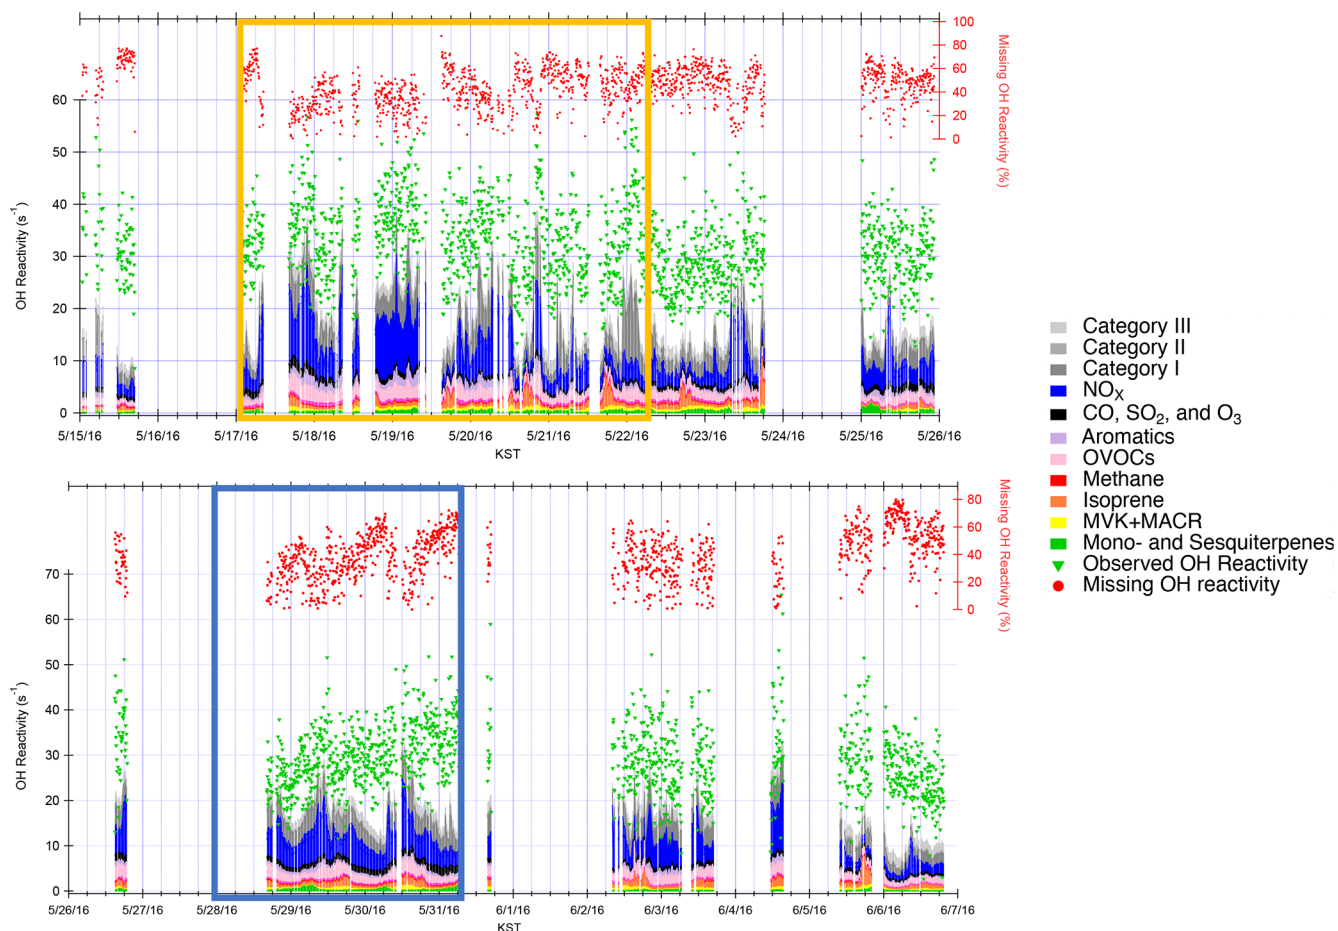 100
80
60
40
20
0
Missing OH Reactivity (%)
60
50
40
30
20
10
0
OH Reactivity (s-1)
5/15/16 5/16/16 5/17/16 5/18/16 5/19/16 5/20/16 5/21/16 5/22/16 5/23/16 5/24/16 5/25/16 5/26/16
KST
Category III
Category II
Category I
NOX
CO, SO2, and O3
Aromatics
OVOCs
Methane
Isoprene
MVK+MACR
Mono- and Sesquiterpenes
Observed OH Reactivity
Missing OH reactivity
80
60
40
20
0
Missing OH Reactivity (%)
70
60
50
40
30
20
10
0
OH Reactivity (s-1)
5/26/16 5/27/16 5/28/16 5/29/16 5/30/16 5/31/16 6/1/16 6/2/16 6/3/16 6/4/16 6/5/16 6/6/16 6/7/16
KST